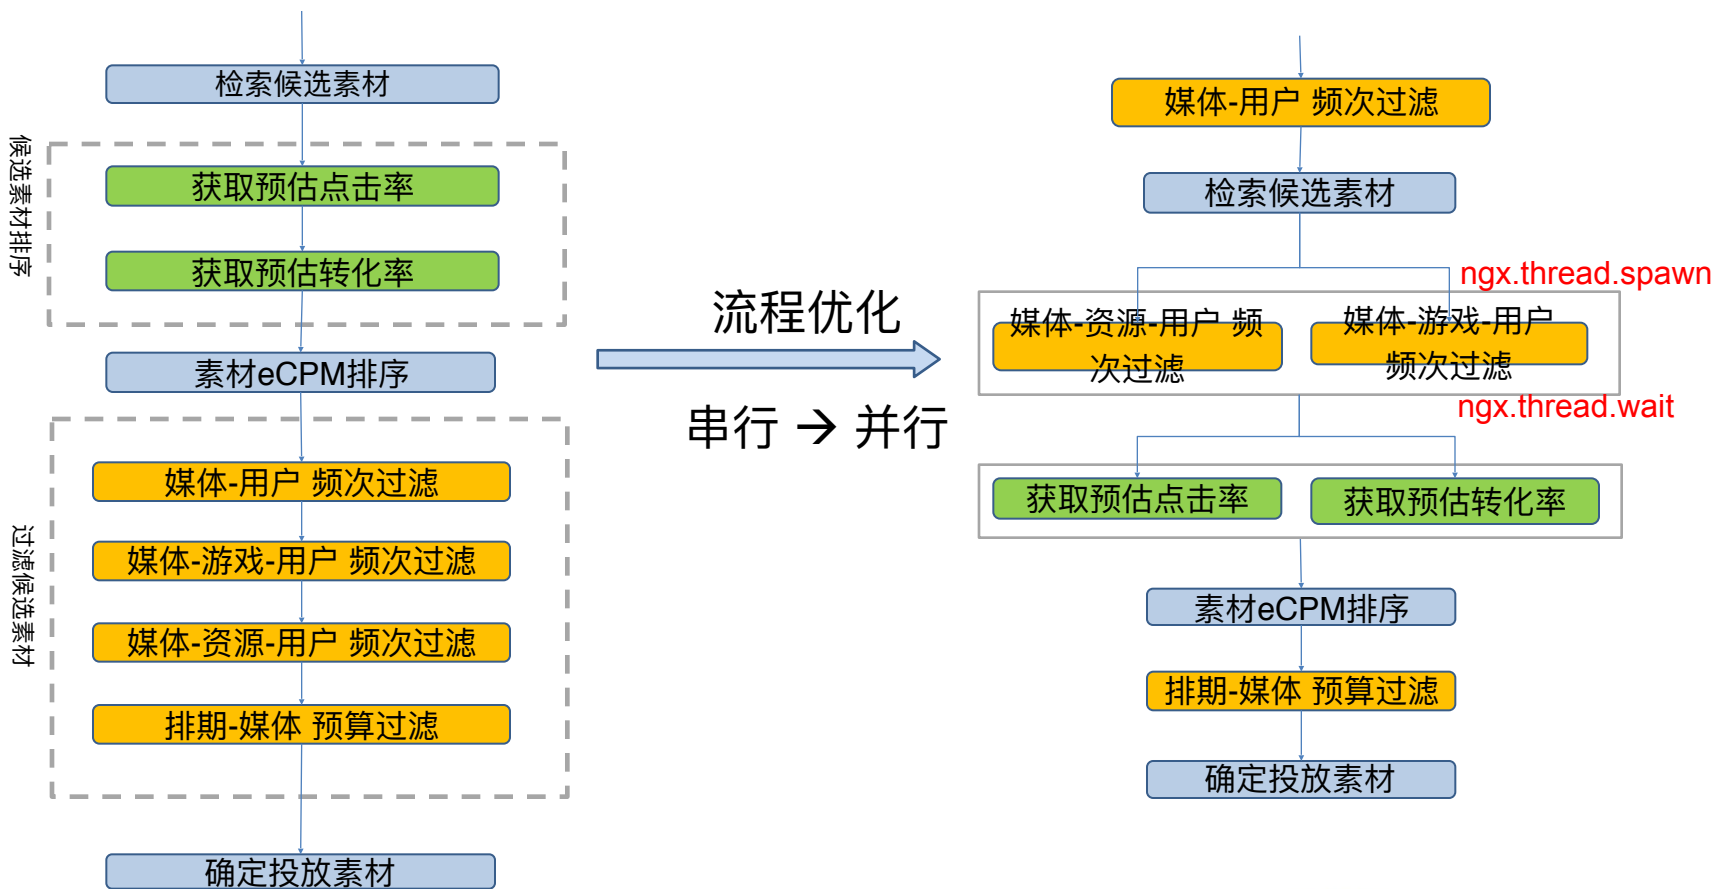 检索候选素材
候选素材排序
获取预估点击率
获取预估转化率
素材eCPM排序
过滤候选素材
媒体-用户 频次过滤
媒体-游戏-用户 频次过滤
媒体-资源-用户 频次过滤
排期-媒体 预算过滤
确定投放素材
流程优化
串行 → 并行
媒体-用户 频次过滤
检索候选素材
ngx.thread.spawn
媒体-资源-用户 频
次过滤
媒体-游戏-用户
频次过滤
ngx.thread.wait
获取预估点击率
获取预估转化率
素材eCPM排序
排期-媒体 预算过滤
确定投放素材